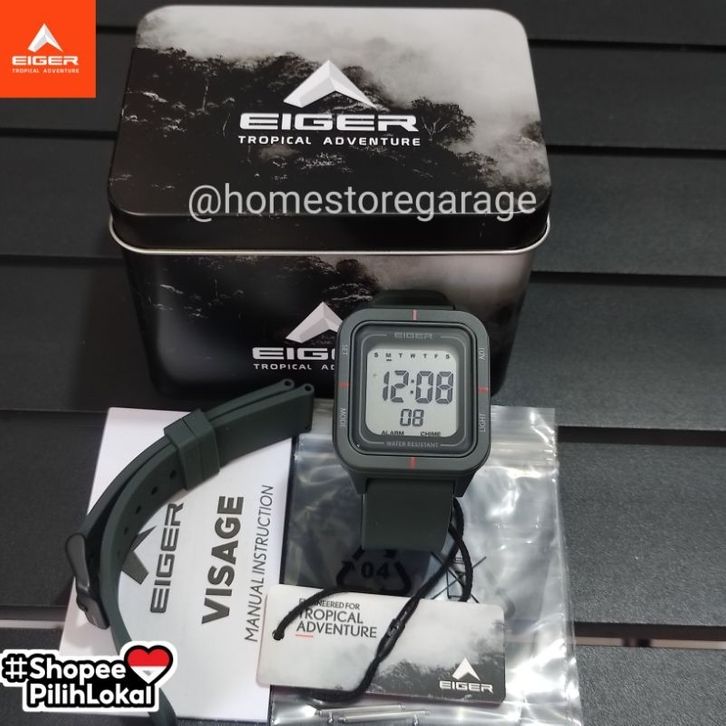 EIGER
TROPICAL ADVENTURE
EIGER
TROPICAL ADVENTURE
@homestoregarage
EIGER
TROPICAL ADVENTURE
EIGER
S M T W T F S
12:08
08
ALARM CHIME
WATER RESISTANT
SET
MODE
ADJ
LIGHT
EIGER
VISAGE
MANUAL INSTRUCTION
04
ENGINEERED FOR
TROPICAL
ADVENTURE
EIGER
#Shopee
PilihLokal